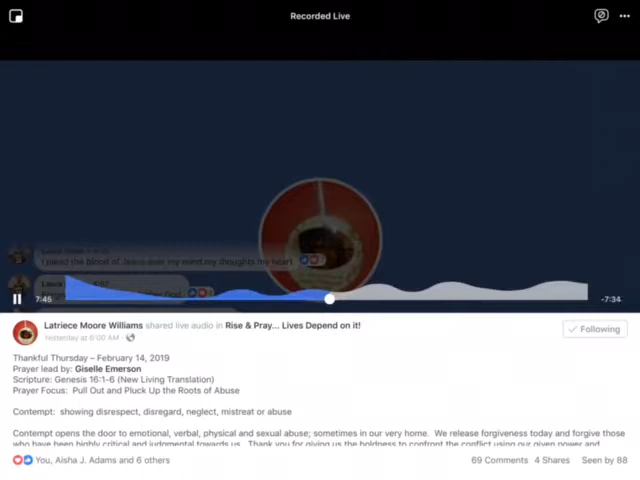 Recorded Live
I plead the blood of Jesus over my mind my thoughts my heart
7:45
-7:34
Latriece Moore Williams shared live audio in Rise & Pray... Lives Depend on it!
Yesterday at 6:00 AM ·
Following
Thankful Thursday – February 14, 2019
Prayer lead by: Giselle Emerson
Scripture: Genesis 16:1-6 (New Living Translation)
Prayer Focus: Pull Out and Pluck Up the Roots of Abuse
Contempt: showing disrespect, disregard, neglect, mistreat or abuse
Contempt opens the door to emotional, verbal, physical and sexual abuse; sometimes in our very home. We release forgiveness today and forgive those
who have been highly critical and judgmental towards us. Thank you for giving us the boldness to confront the conflict using our given power and
You, Aisha J. Adams and 6 others
69 Comments 4 Shares Seen by 88